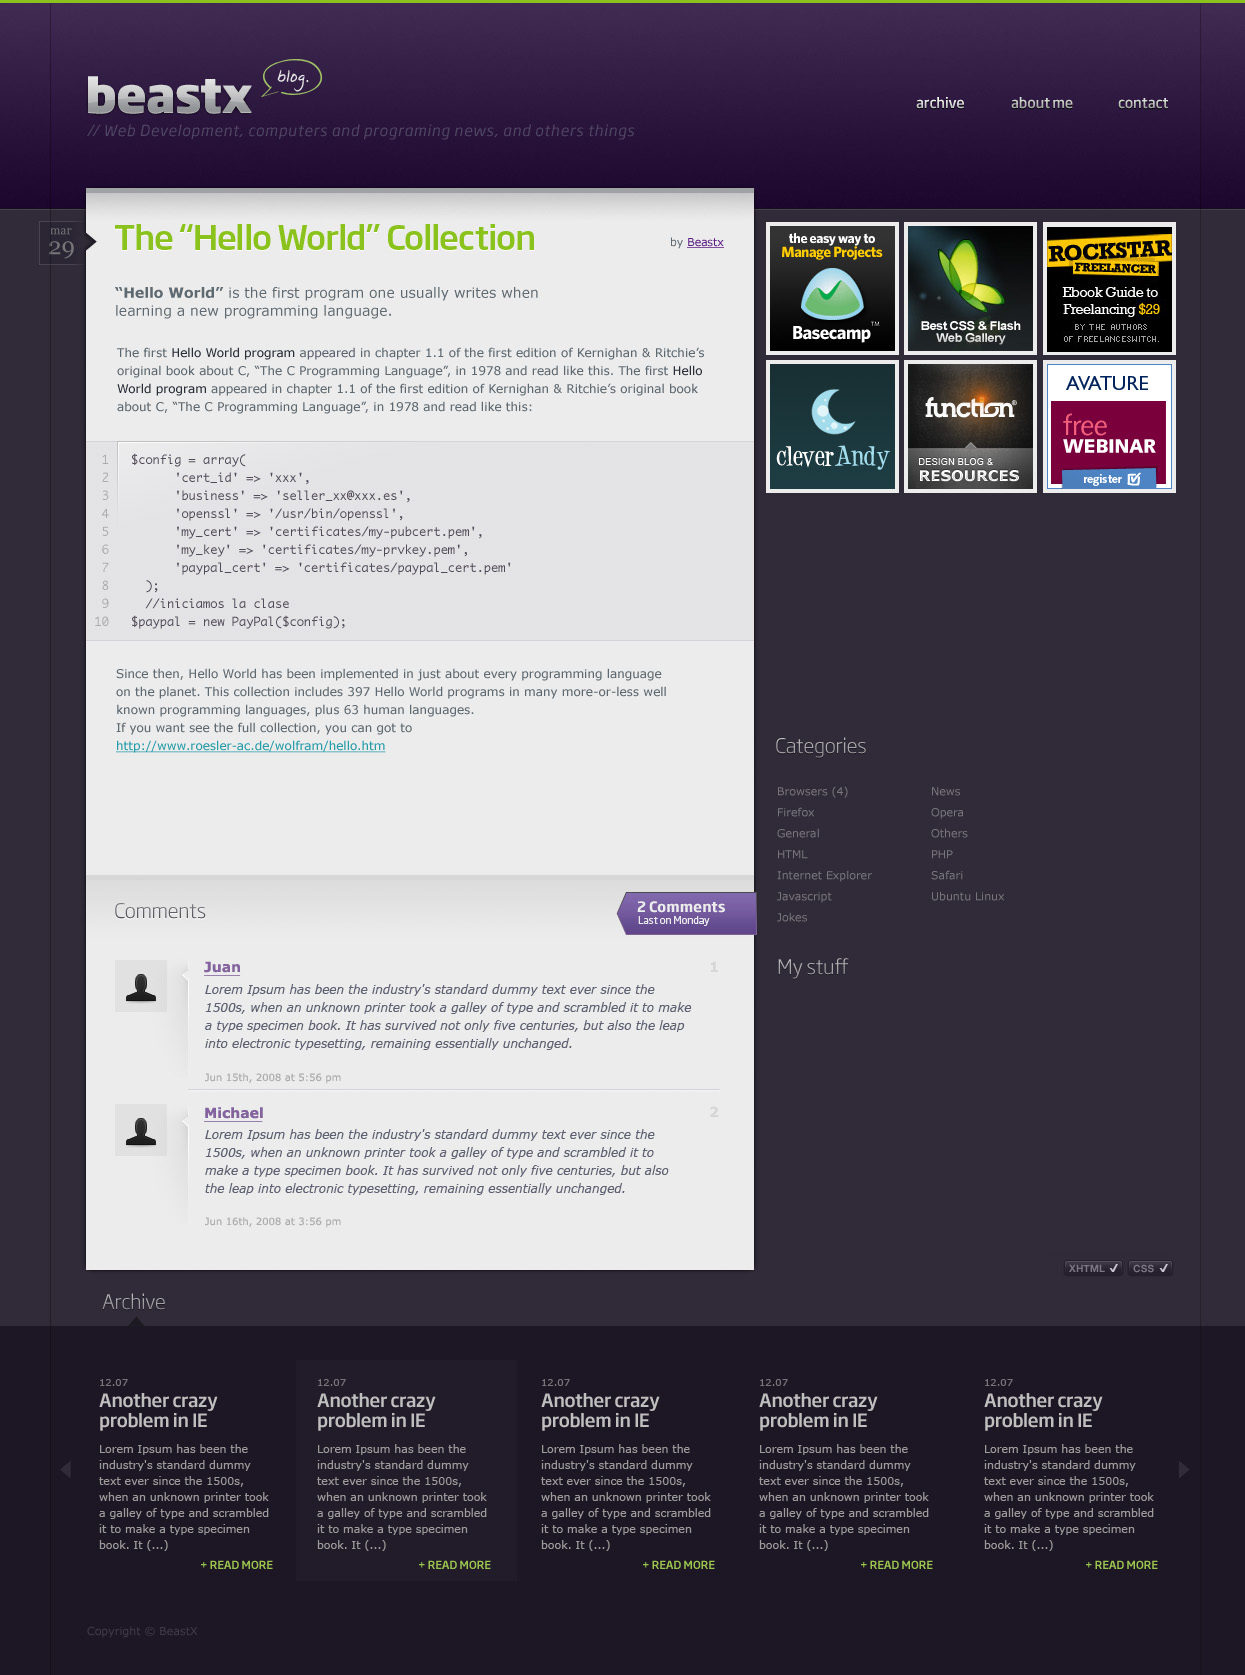 beastx blog.
// Web Development, computers and programing news, and others things
archive
about me
contact
mar
29
The “Hello World” Collection
by Beastx
“Hello World” is the first program one usually writes when
learning a new programming language.
The first Hello World program appeared in chapter 1.1 of the first edition of Kernighan & Ritchie’s
original book about C, “The C Programming Language”, in 1978 and read like this. The first Hello
World program appeared in chapter 1.1 of the first edition of Kernighan & Ritchie’s original book
about C, “The C Programming Language”, in 1978 and read like this:
1 $config = array(
2 'cert_id' => 'xxx',
3 'business' => 'seller_xx@xxx.es',
4 'openssl' => '/usr/bin/openssl',
5 'my_cert' => 'certificates/my-pubcert.pem',
6 'my_key' => 'certificates/my-prvkey.pem',
7 'paypal_cert' => 'certificates/paypal_cert.pem'
8 );
9 //iniciamos la clase
10 $paypal = new PayPal($config);
Since then, Hello World has been implemented in just about every programming language
on the planet. This collection includes 397 Hello World programs in many more-or-less well
known programming languages, plus 63 human languages.
If you want see the full collection, you can got to
http://www.roesler-ac.de/wolfram/hello.htm
Comments
2 Comments
Last on Monday
Juan
1
Lorem Ipsum has been the industry's standard dummy text ever since the
1500s, when an unknown printer took a galley of type and scrambled it to make
a type specimen book. It has survived not only five centuries, but also the leap
into electronic typesetting, remaining essentially unchanged.
Jun 15th, 2008 at 5:56 pm
Michael
2
Lorem Ipsum has been the industry's standard dummy text ever since the
1500s, when an unknown printer took a galley of type and scrambled it to
make a type specimen book. It has survived not only five centuries, but also
the leap into electronic typesetting, remaining essentially unchanged.
Jun 16th, 2008 at 3:56 pm
the easy way to
Manage Projects
Basecamp™
Best CSS & Flash
Web Gallery
ROCKSTAR
FREELANCER
Ebook Guide to
Freelancing $29
BY THE AUTHORS
OF FREELANCESWITCH.
cleverAndy
function®
DESIGN BLOG &
RESOURCES
AVATURE
free
WEBINAR
register
Categories
Browsers (4)
Firefox
General
HTML
Internet Explorer
Javascript
Jokes
News
Opera
Others
PHP
Safari
Ubuntu Linux
My stuff
XHTML ✓
CSS ✓
Archive
12.07
Another crazy
problem in IE
Lorem Ipsum has been the
industry's standard dummy
text ever since the 1500s,
when an unknown printer took
a galley of type and scrambled
it to make a type specimen
book. It (...)
+ READ MORE
12.07
Another crazy
problem in IE
Lorem Ipsum has been the
industry's standard dummy
text ever since the 1500s,
when an unknown printer took
a galley of type and scrambled
it to make a type specimen
book. It (...)
+ READ MORE
12.07
Another crazy
problem in IE
Lorem Ipsum has been the
industry's standard dummy
text ever since the 1500s,
when an unknown printer took
a galley of type and scrambled
it to make a type specimen
book. It (...)
+ READ MORE
12.07
Another crazy
problem in IE
Lorem Ipsum has been the
industry's standard dummy
text ever since the 1500s,
when an unknown printer took
a galley of type and scrambled
it to make a type specimen
book. It (...)
+ READ MORE
12.07
Another crazy
problem in IE
Lorem Ipsum has been the
industry's standard dummy
text ever since the 1500s,
when an unknown printer took
a galley of type and scrambled
it to make a type specimen
book. It (...)
+ READ MORE
Copyright © BeastX